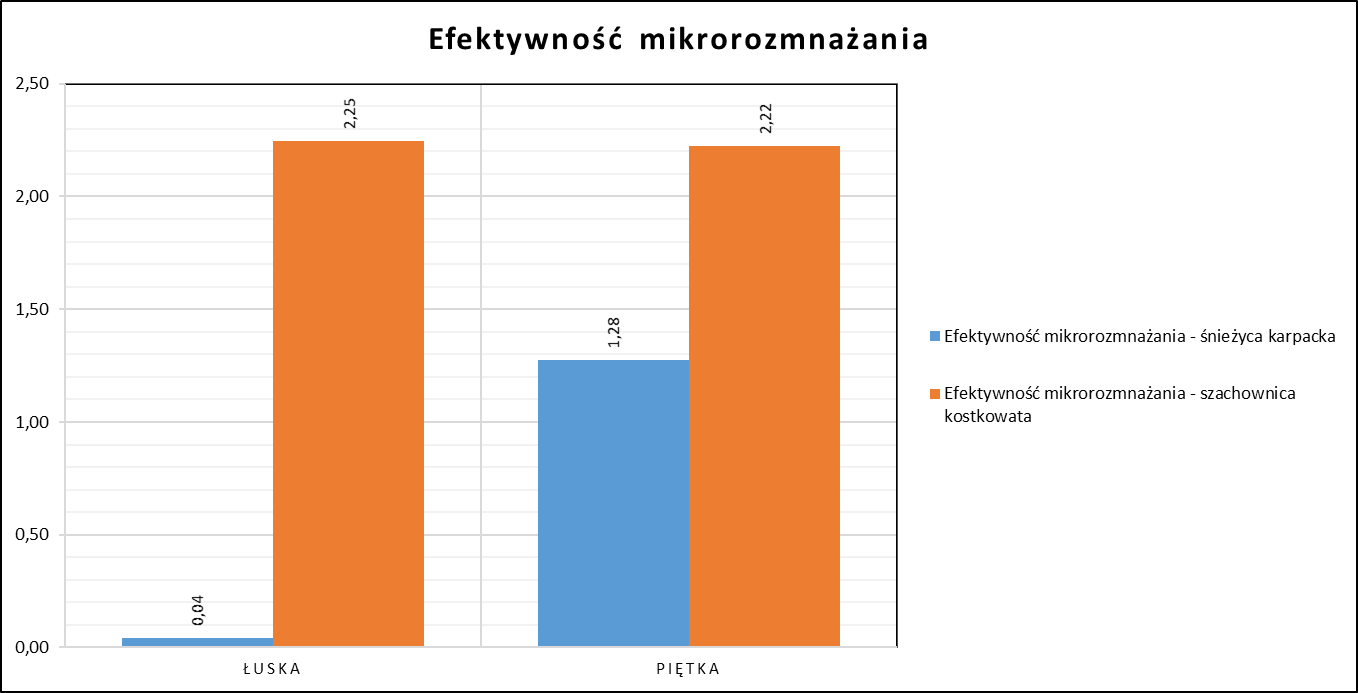 Efektywność mikrorozmnażania
2,50
2,00
1,50
1,00
0,50
0,00
0,04
2,25
1,28
2,22
ŁUSKA
PIĘTKA
Efektywność mikrorozmnażania - śnieżyca karpacka
Efektywność mikrorozmnażania - szachownica
kostkowata